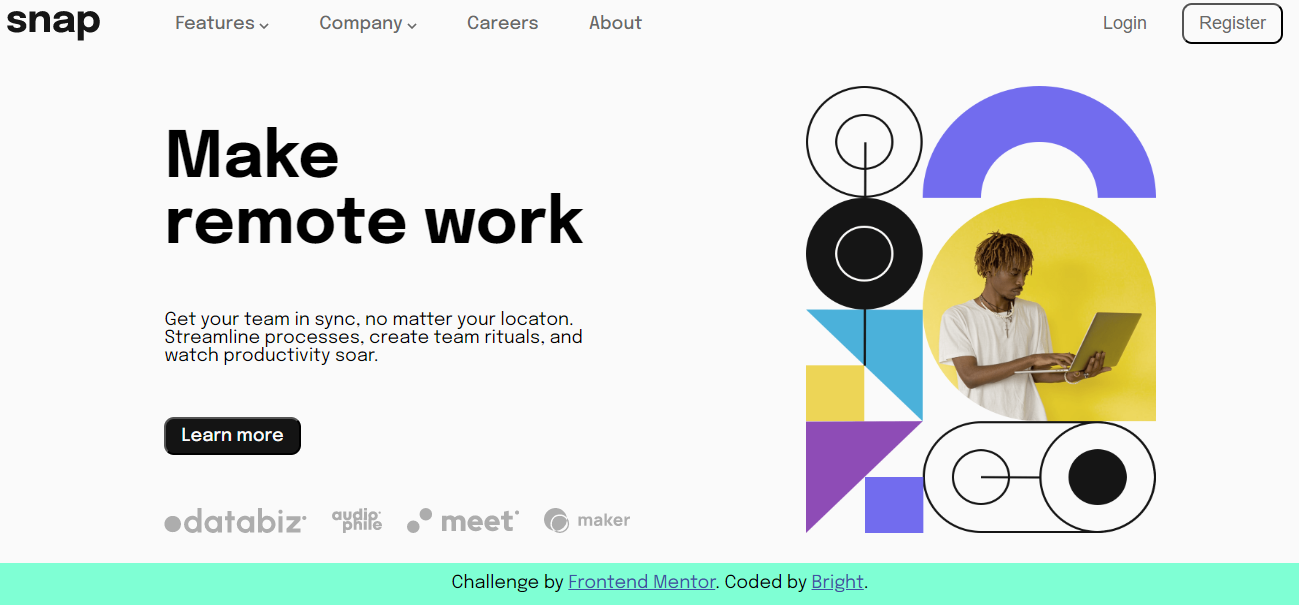 snap Features Company Careers About Login Register
Make
remote work
Get your team in sync, no matter your locaton.
Streamline processes, create team rituals, and
watch productivity soar.
Learn more
databiz audiophile meet maker
Challenge by Frontend Mentor. Coded by Bright.